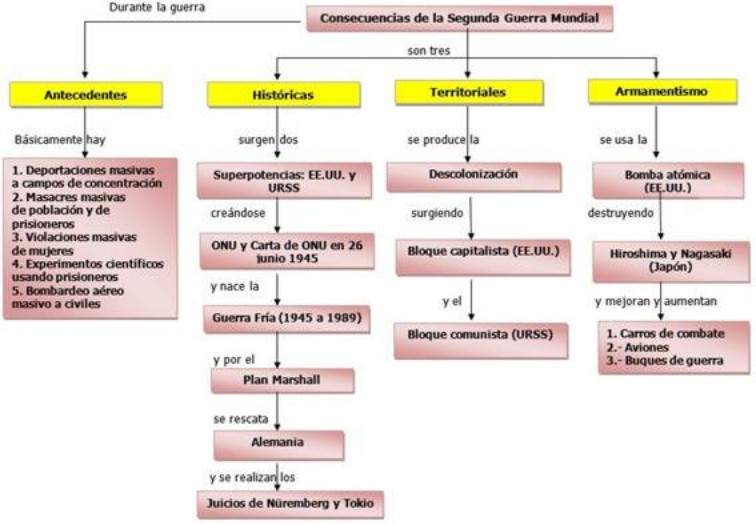 Durante la guerra
Consecuencias de la Segunda Guerra Mundial
son tres
Antecedentes
Históricas
Territoriales
Armamentismo
Básicamente hay
surgen dos
se produce la
se usa la
1. Deportaciones masivas
a campos de concentración
2. Masacres masivas
de población y de
prisioneros
3. Violaciones masivas
de mujeres
4. Experimentos científicos
usando prisioneros
5. Bombardeo aéreo
masivo a civiles
Superpotencias: EE.UU. y
URSS
creándose
ONU y Carta de ONU en 26
junio 1945
y nace la
Guerra Fría (1945 a 1989)
y por el
Plan Marshall
se rescata
Alemania
y se realizan los
Juicios de Nüremberg y Tokio
Descolonización
surgiendo
Bloque capitalista (EE.UU.)
y el
Bloque comunista (URSS)
Bomba atómica
(EE.UU.)
destruyendo
Hiroshima y Nagasaki
(Japón)
y mejoran y aumentan
1. Carros de combate
2.- Aviones
3.- Buques de guerra